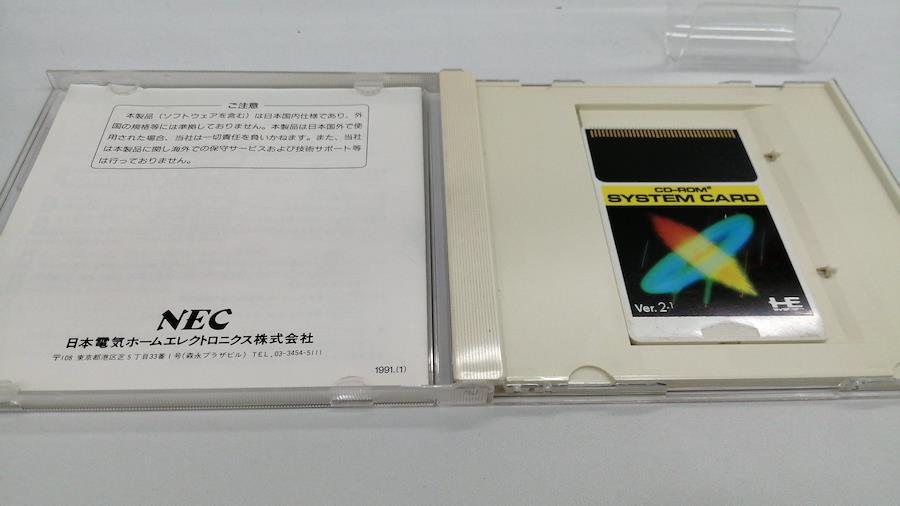 ご注意
本製品(ソフトウェアを含む)は日本国内仕様であり、外
国の規格等には準拠しておりません。本製品は日本国外で使
用された場合、当社は一切責任を負いかねます。また、当社
は本製品に関し海外での保守サービスおよび技術サポート等
は行っておりません。
NEC
日本電気ホームエレクトロニクス株式会社
〒108 東京都港区芝5丁目33番1号(森永プラザビル) TEL.03-3454-5111
1991.(1)
CD-ROM²
SYSTEM CARD
Ver. 2.1
HE